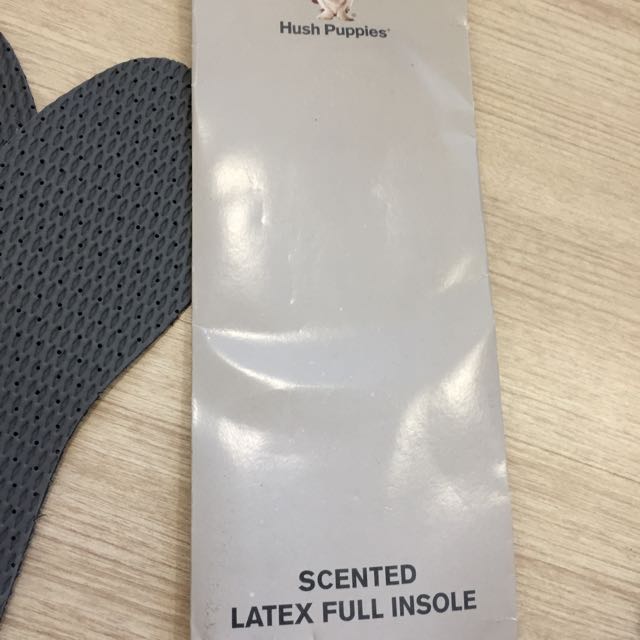 Hush Puppies®
SCENTED
LATEX FULL INSOLE